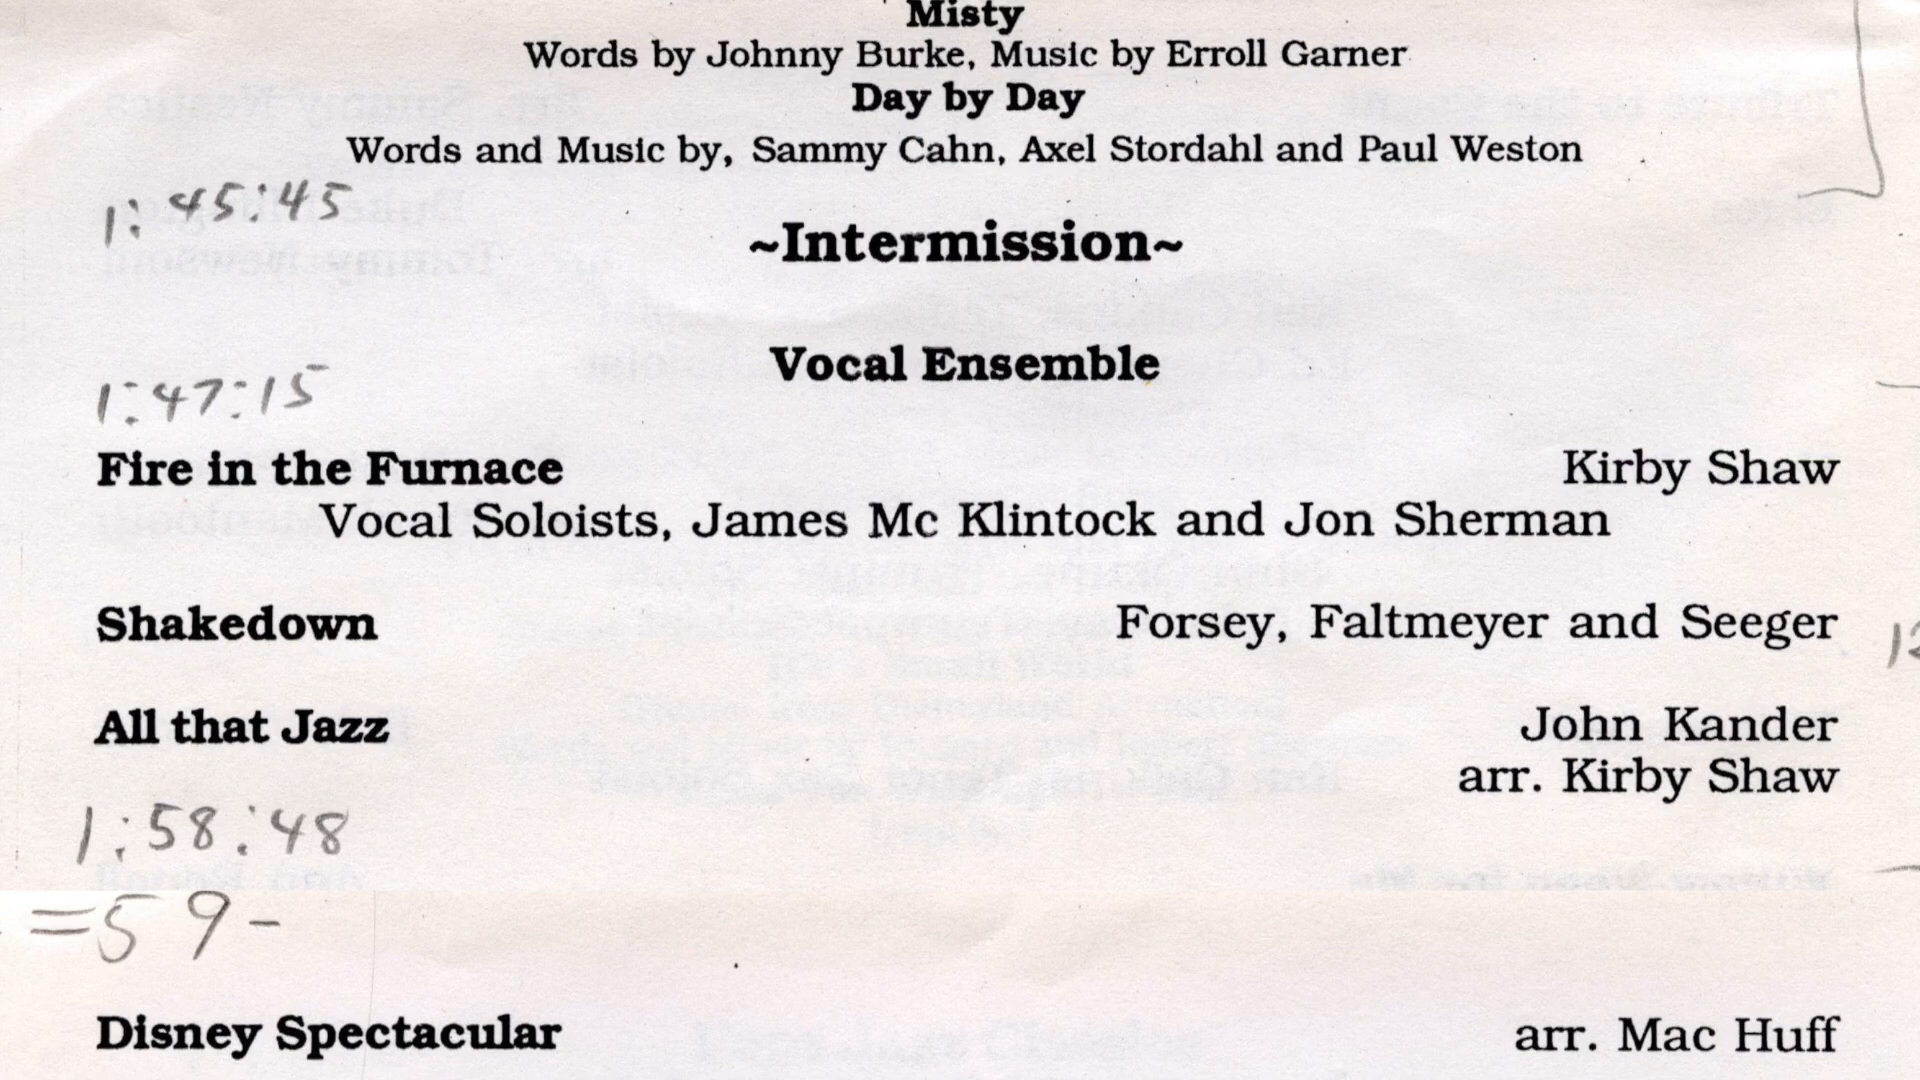 Misty
Words by Johnny Burke, Music by Erroll Garner
Day by Day
Words and Music by, Sammy Cahn, Axel Stordahl and Paul Weston
1:45:45
~Intermission~
Vocal Ensemble
1:47:15
Fire in the Furnace Kirby Shaw
Vocal Soloists, James Mc Klintock and Jon Sherman
Shakedown Forsey, Faltmeyer and Seeger
All that Jazz John Kander
arr. Kirby Shaw
1:58:48
=59-
Disney Spectacular arr. Mac Huff